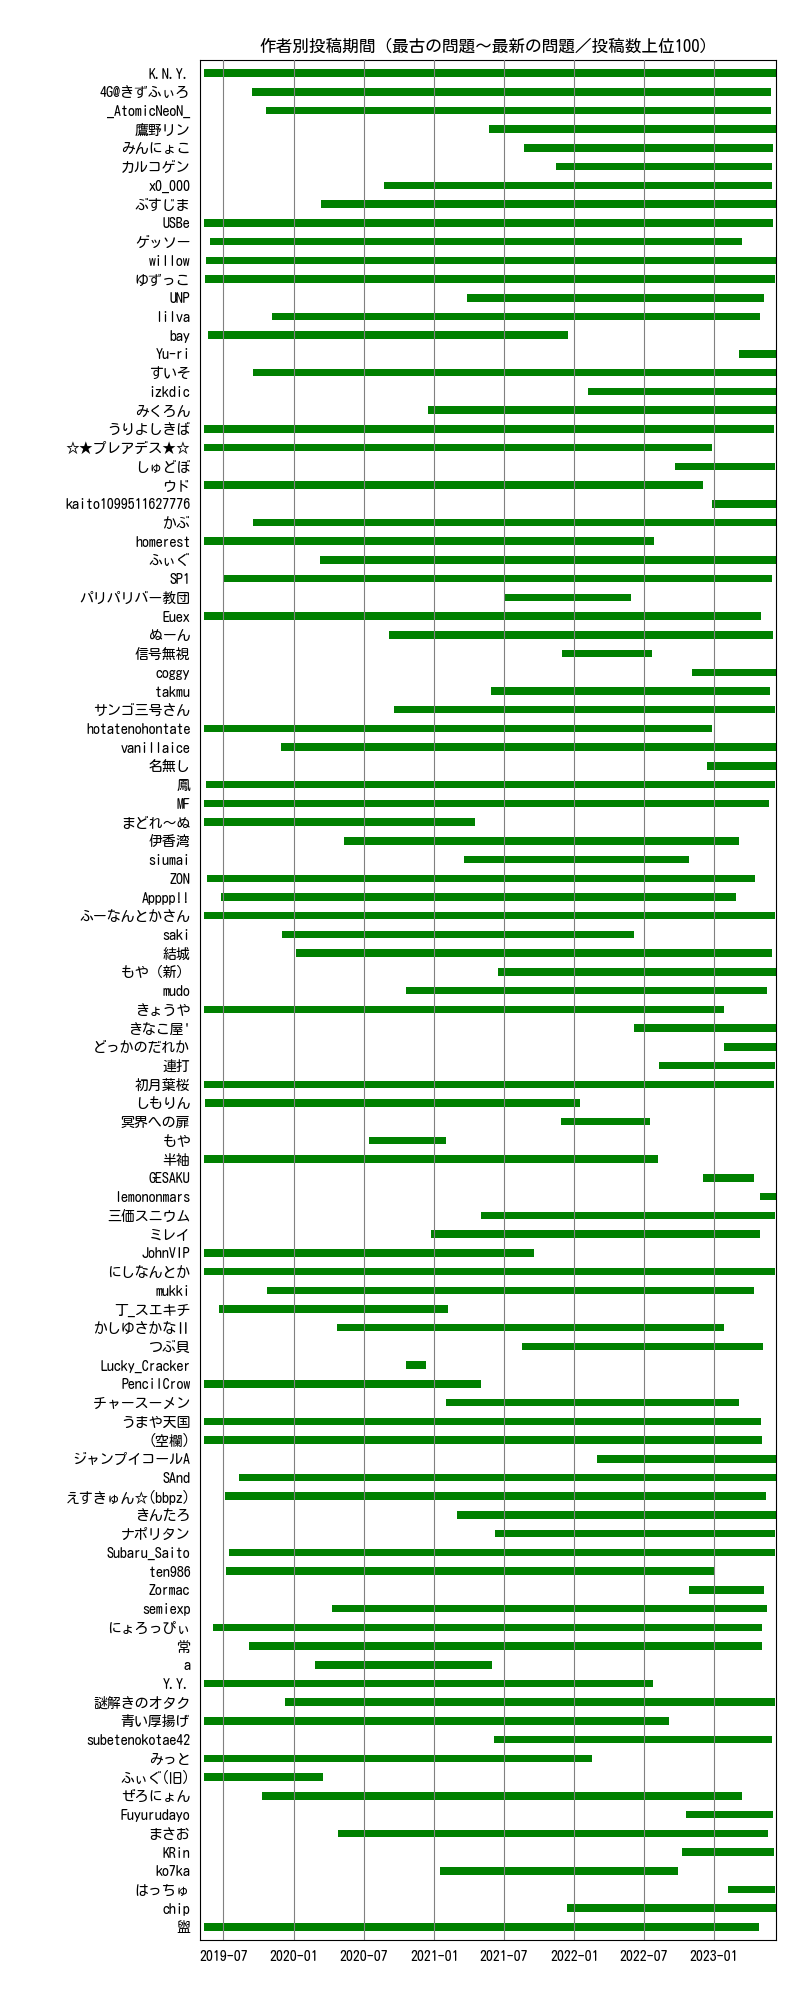 作者別投稿期間（最古の問題～最新の問題／投稿数上位100）
K.N.Y.
4G@きずふぃろ
_AtomicNeoN_
鷹野リン
みんにょこ
カルコゲン
x0_000
ぶすじま
USBe
ゲッソー
willow
ゆずっこ
UNP
lilva
bay
Yu-ri
すいそ
izkdic
みくろん
うりよしきば
☆★プレアデス★☆
しゅどぼ
ウド
kaito1099511627776
かぶ
homerest
ふぃぐ
SP1
パリパリバー教団
Euex
ぬーん
信号無視
coggy
takmu
サンゴ三号さん
hotatenohontate
vanillaice
名無し
鳳
MF
まどれ～ぬ
伊香湾
siumai
ZON
Appppll
ふーなんとかさん
saki
結城
もや（新）
mudo
きょうや
きなこ屋'
どっかのだれか
連打
初月葉桜
しもりん
冥界への扉
もや
半袖
GESAKU
lemononmars
三価スニウム
ミレイ
JohnVIP
にしなんとか
mukki
丁_スエキチ
かしゆさかなⅡ
つぶ貝
Lucky_Cracker
PencilCrow
チャースーメン
うまや天国
(空欄)
ジャンプイコールA
SAnd
えすきゅん☆(bbpz)
きんたろ
ナポリタン
Subaru_Saito
ten986
Zormac
semiexp
にょろっぴぃ
常
a
Y.Y.
謎解きのオタク
青い厚揚げ
subetenokotae42
みっと
ふぃぐ(旧)
ぜろにょん
Fuyurudayo
まさお
KRin
ko7ka
はっちゅ
chip
2019-07 2020-01 2020-07 2021-01 2021-07 2022-01 2022-07 2023-01